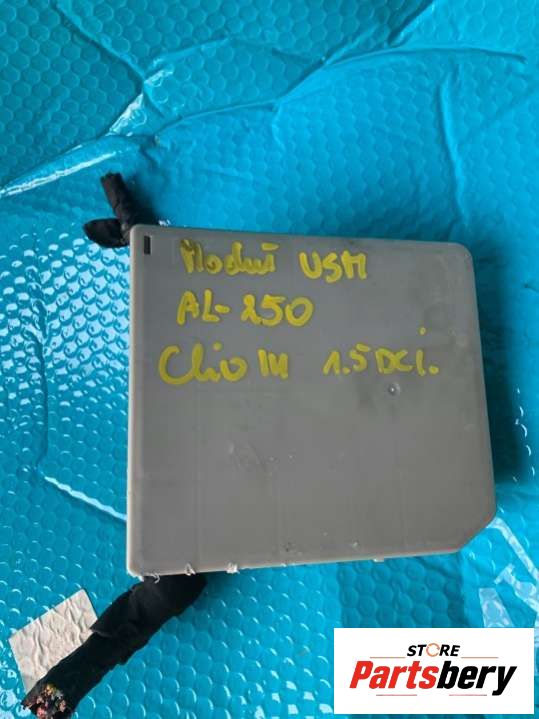 Modul USM
AL-250
Clio III 1.5 DCI.
STORE
Partsbery